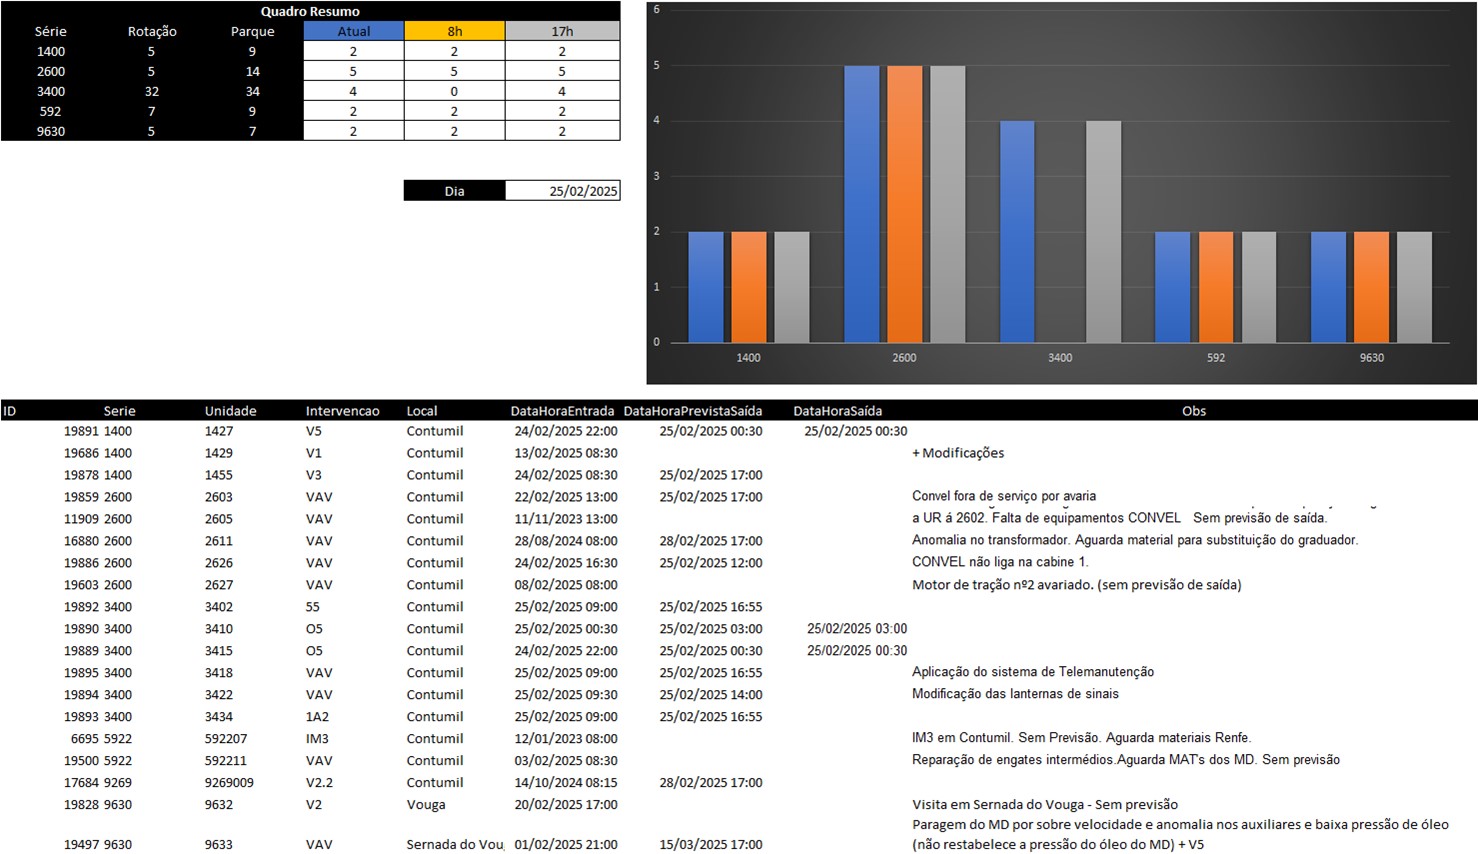 Quadro Resumo
Série Rotação Parque Atual 8h 17h
1400 5 9 2 2 2
2600 5 14 5 5 5
3400 32 34 4 0 4
592 7 9 2 2 2
9630 5 7 2 2 2
Dia 25/02/2025
6
5
4
3
2
1
0
1400 2600 3400 592 9630
ID Serie Unidade Intervencao Local DataHoraEntrada DataHoraPrevistaSaída DataHoraSaída Obs
19891 1400 1427 V5 Contumil 24/02/2025 22:00 25/02/2025 00:30 25/02/2025 00:30
19686 1400 1429 V1 Contumil 13/02/2025 08:30 + Modificações
19878 1400 1455 V3 Contumil 24/02/2025 08:30 25/02/2025 17:00
19859 2600 2603 VAV Contumil 22/02/2025 13:00 25/02/2025 17:00 Convel fora de serviço por avaria
11909 2600 2605 VAV Contumil 11/11/2023 13:00 a UR á 2602. Falta de equipamentos CONVEL Sem previsão de saída.
16880 2600 2611 VAV Contumil 28/08/2024 08:00 28/02/2025 17:00 Anomalia no transformador. Aguarda material para substituição do graduador.
19886 2600 2626 VAV Contumil 24/02/2025 16:30 25/02/2025 12:00 CONVEL não liga na cabine 1.
19603 2600 2627 VAV Contumil 08/02/2025 08:00 Motor de tração nº2 avariado. (sem previsão de saída)
19892 3400 3402 55 Contumil 25/02/2025 09:00 25/02/2025 16:55
19890 3400 3410 O5 Contumil 25/02/2025 00:30 25/02/2025 03:00 25/02/2025 03:00
19889 3400 3415 O5 Contumil 24/02/2025 22:00 25/02/2025 00:30 25/02/2025 00:30
19895 3400 3418 VAV Contumil 25/02/2025 09:00 25/02/2025 16:55 Aplicação do sistema de Telemanutenção
19894 3400 3422 VAV Contumil 25/02/2025 09:30 25/02/2025 14:00 Modificação das lanternas de sinais
19893 3400 3434 1A2 Contumil 25/02/2025 09:00 25/02/2025 16:55
6695 5922 592207 IM3 Contumil 12/01/2023 08:00 IM3 em Contumil. Sem Previsão. Aguarda materiais Renfe.
19500 5922 592211 VAV Contumil 03/02/2025 08:30 Reparação de engates intermédios.Aguarda MAT's dos MD. Sem previsão
17684 9269 9269009 V2.2 Contumil 14/10/2024 08:15 28/02/2025 17:00
19828 9630 9632 V2 Vouga 20/02/2025 17:00 Visita em Sernada do Vouga - Sem previsão
Paragem do MD por sobre velocidade e anomalia nos auxiliares e baixa pressão de óleo
19497 9630 9633 VAV Sernada do Vou 01/02/2025 21:00 15/03/2025 17:00 (não restabelece a pressão do óleo do MD) + V5